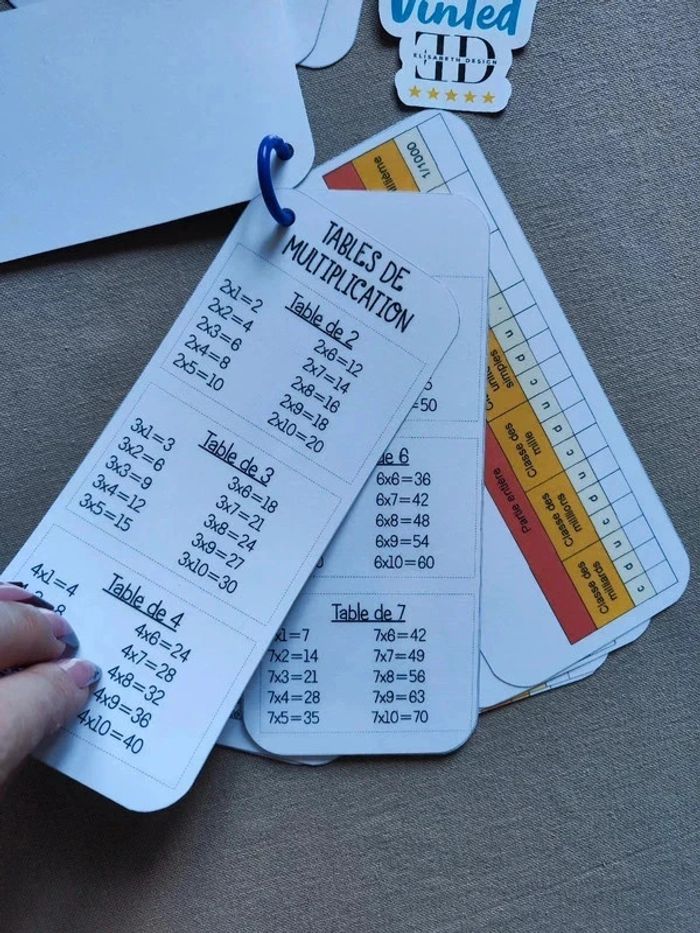 Vinted
ELISABETH DESIGN
1/1000
TABLES DE
MULTIPLICATION
Table de 2
2x1=2
2x2=4
2x3=6
2x4=8
2x5=10
2x6=12
2x7=14
2x8=16
2x9=18
2x10=20
Table de 3
3x1=3
3x2=6
3x3=9
3x4=12
3x5=15
3x6=18
3x7=21
3x8=24
3x9=27
3x10=30
Table de 4
4x1=4
4x6=24
4x7=28
4x8=32
4x9=36
4x10=40
=50
de 6
6x6=36
6x7=42
6x8=48
6x9=54
6x10=60
Table de 7
x1=7
7x2=14
7x3=21
7x4=28
7x5=35
7x6=42
7x7=49
7x8=56
7x9=63
7x10=70
Partie entière
simples
Classe des
mille
Classe des
millions
Classe des
milliards
u
c d u
c d u
c d u